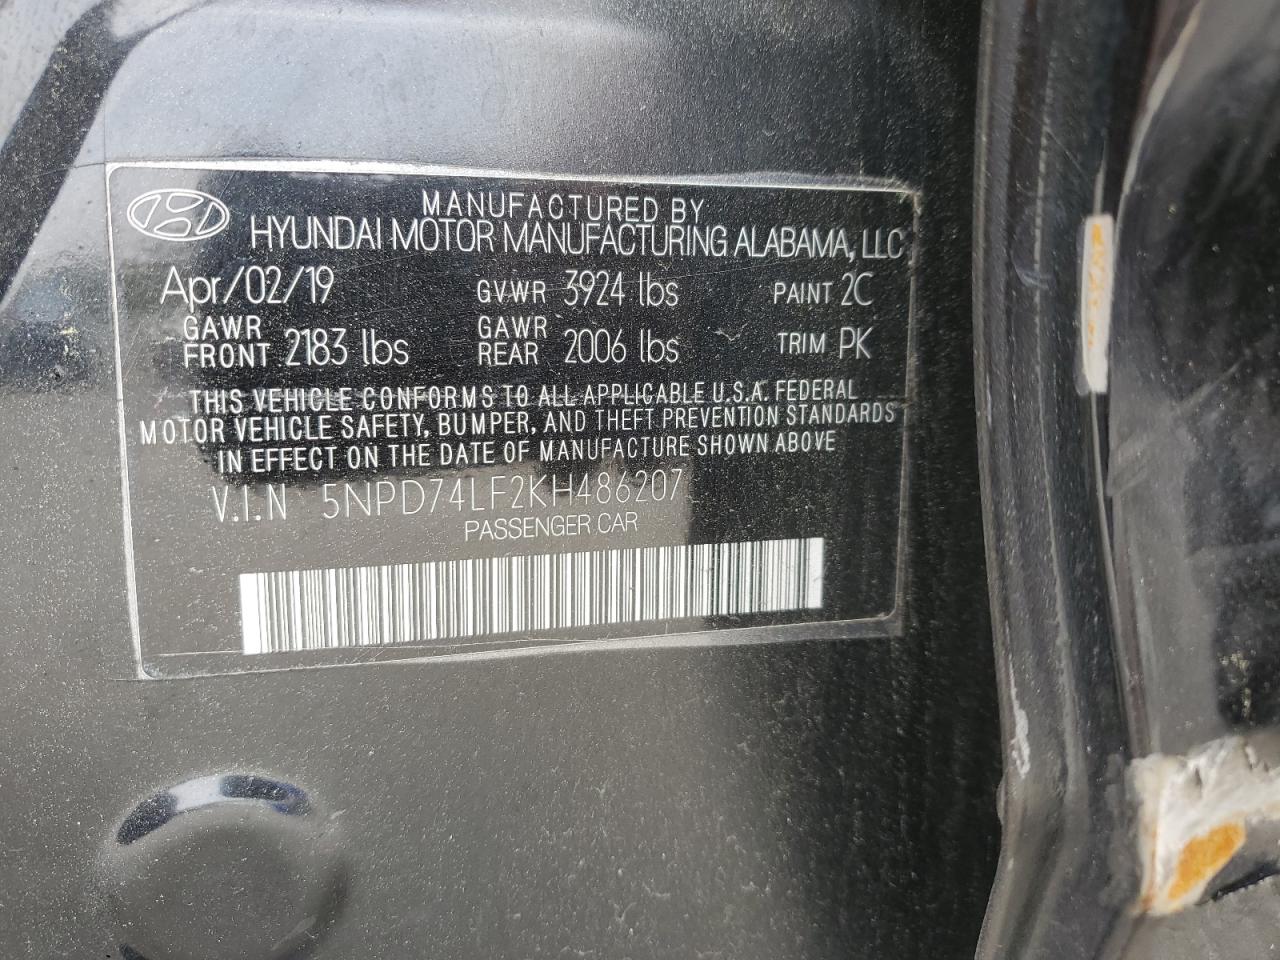 MANUFACTURED BY
HYUNDAI MOTOR MANUFACTURING ALABAMA, LLC
Apr/02/19 GVWR 3924 lbs PAINT 2C
GAWR FRONT 2183 lbs GAWR REAR 2006 lbs TRIM PK
THIS VEHICLE CONFORMS TO ALL APPLICABLE U.S.A. FEDERAL
MOTOR VEHICLE SAFETY, BUMPER, AND THEFT PREVENTION STANDARDS
IN EFFECT ON THE DATE OF MANUFACTURE SHOWN ABOVE
V.I.N 5NPD74LF2KH486207
PASSENGER CAR